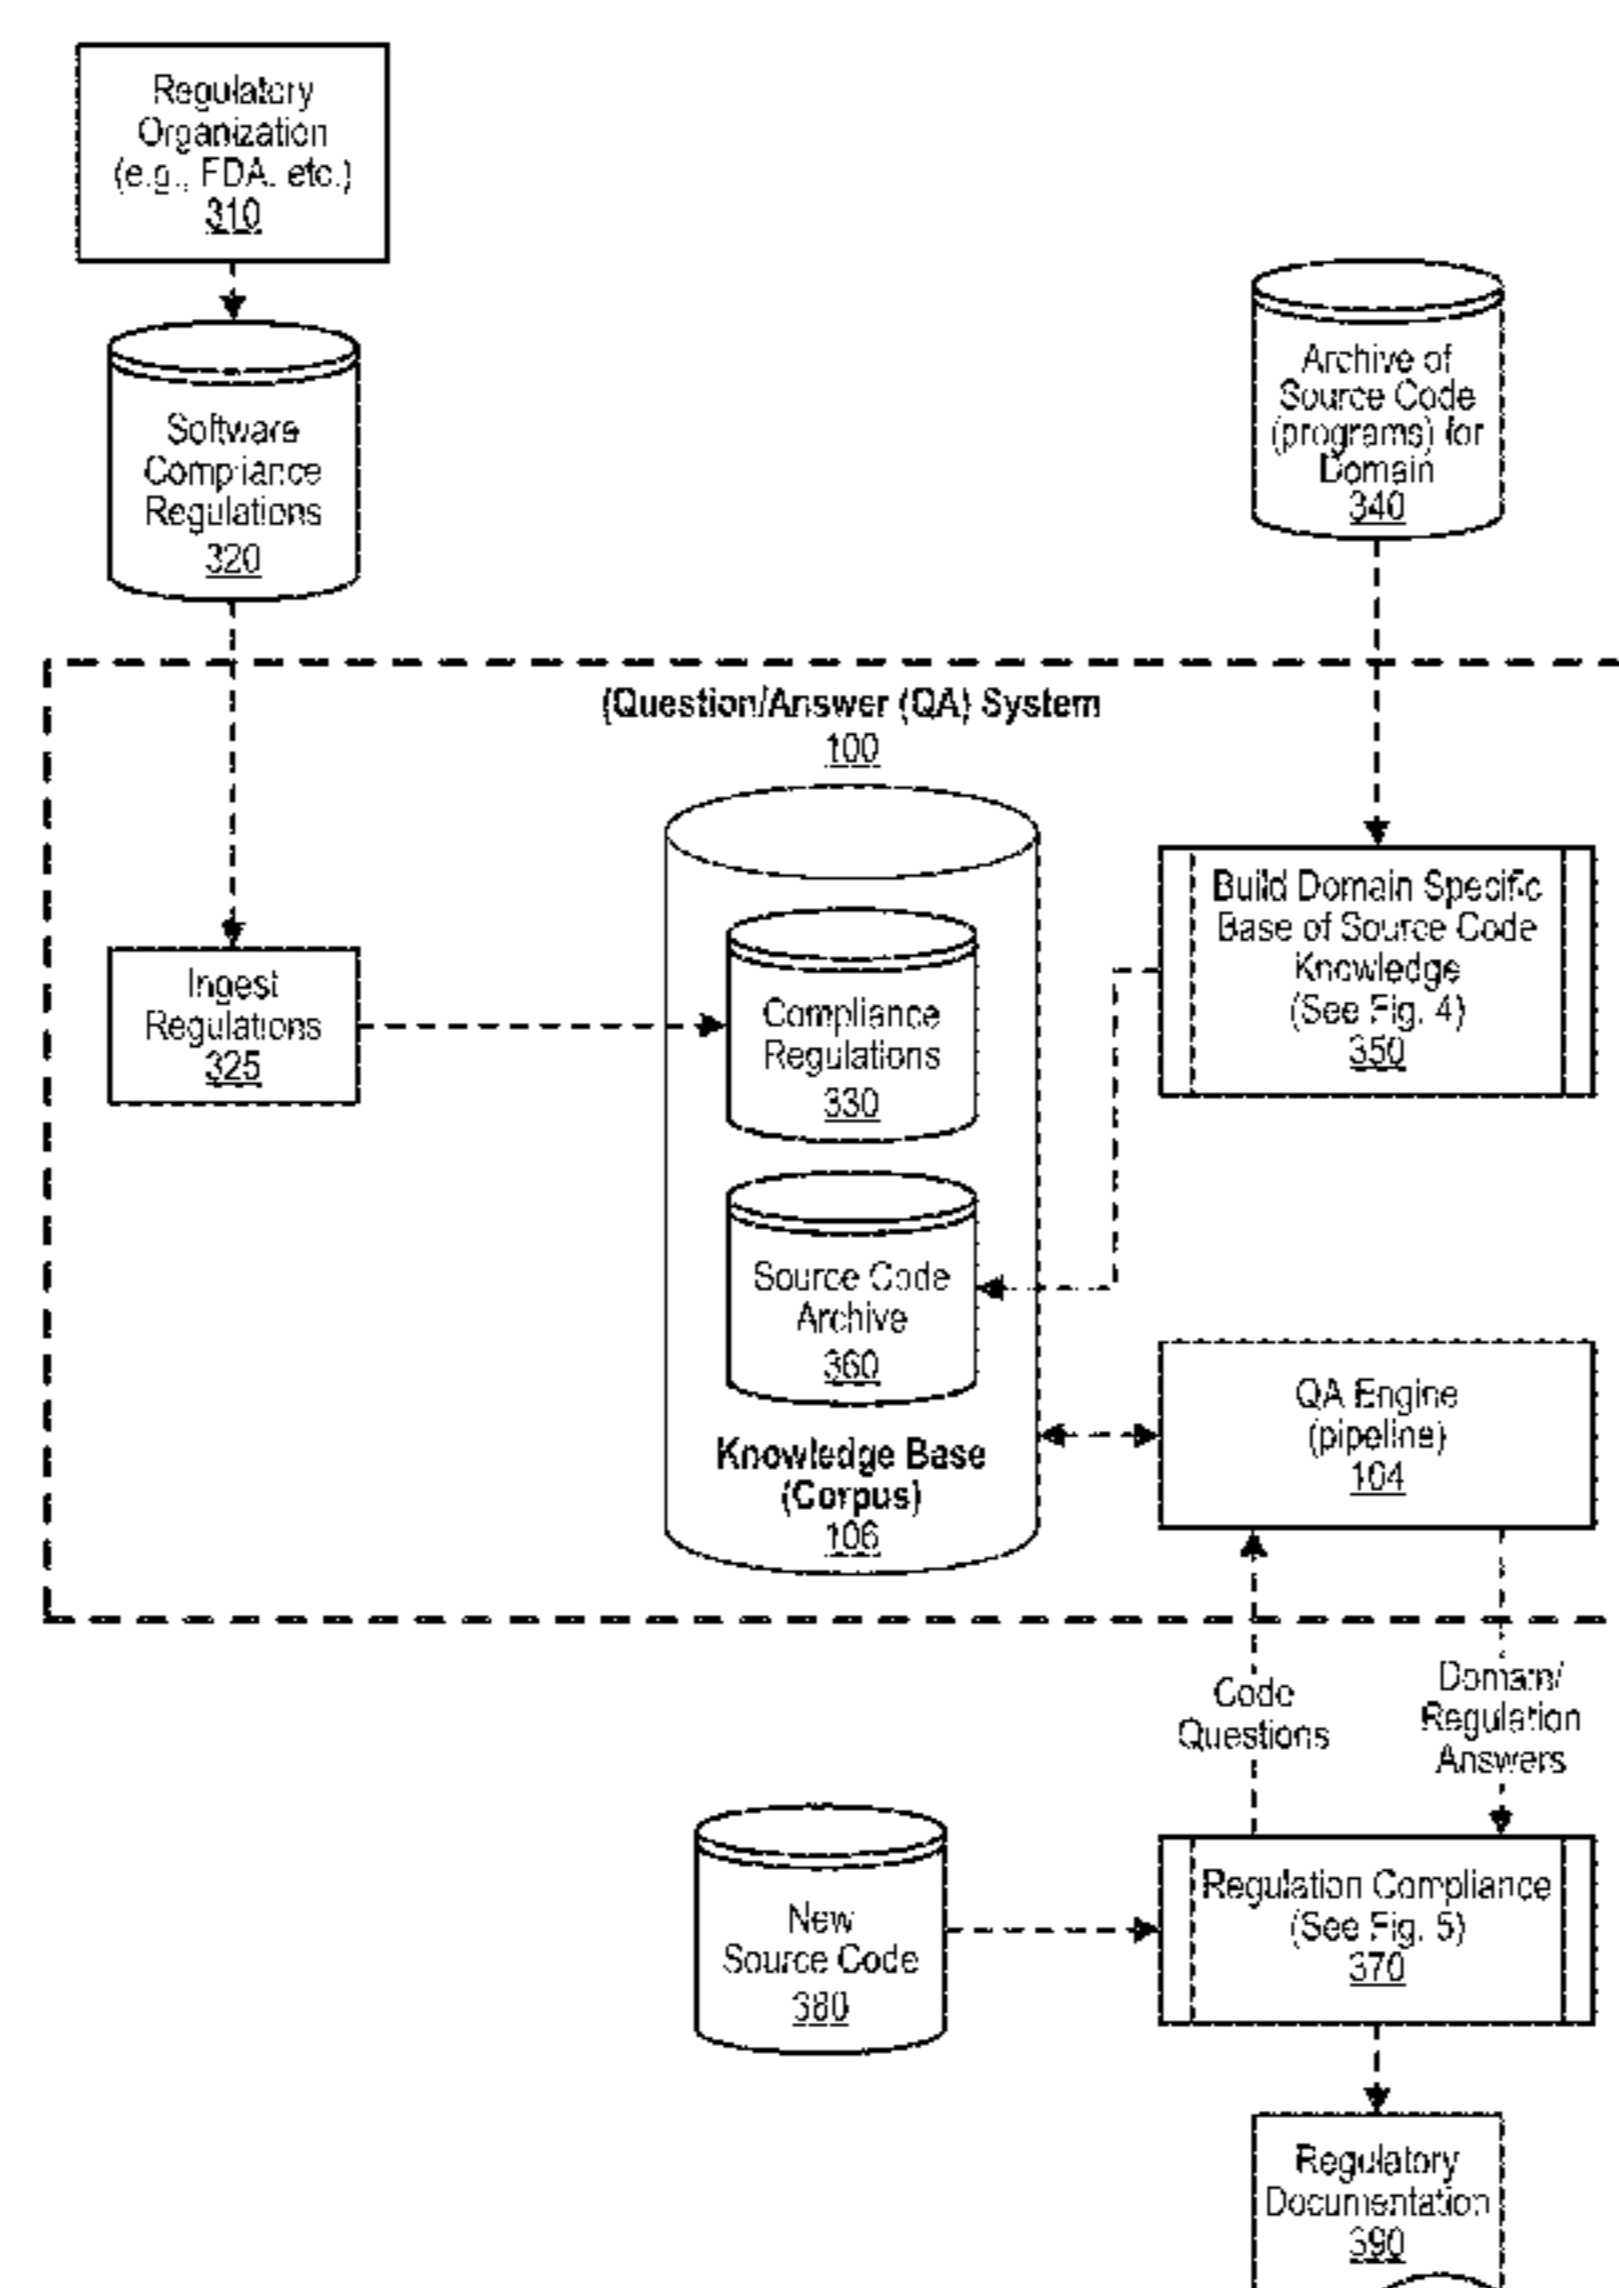 Regulatory
Organization
(e.g., FDA, etc.)
310
Software
Compliance
Regulations
320
Archive of
Source Code
(programs) for
Domain
340
(Question/Answer (QA) System
100
Build Domain Specific
Base of Source Code
Knowledge
(See Fig. 4)
350
Ingest
Regulations
325
Compliance
Regulations
330
Source Code
Archive
360
Knowledge Base
(Corpus)
106
QA Engine
(pipeline)
104
Code
Questions
Domain/
Regulation
Answers
New
Source Code
380
Regulation Compliance
(See Fig. 5)
370
Regulatory
Documentation
390